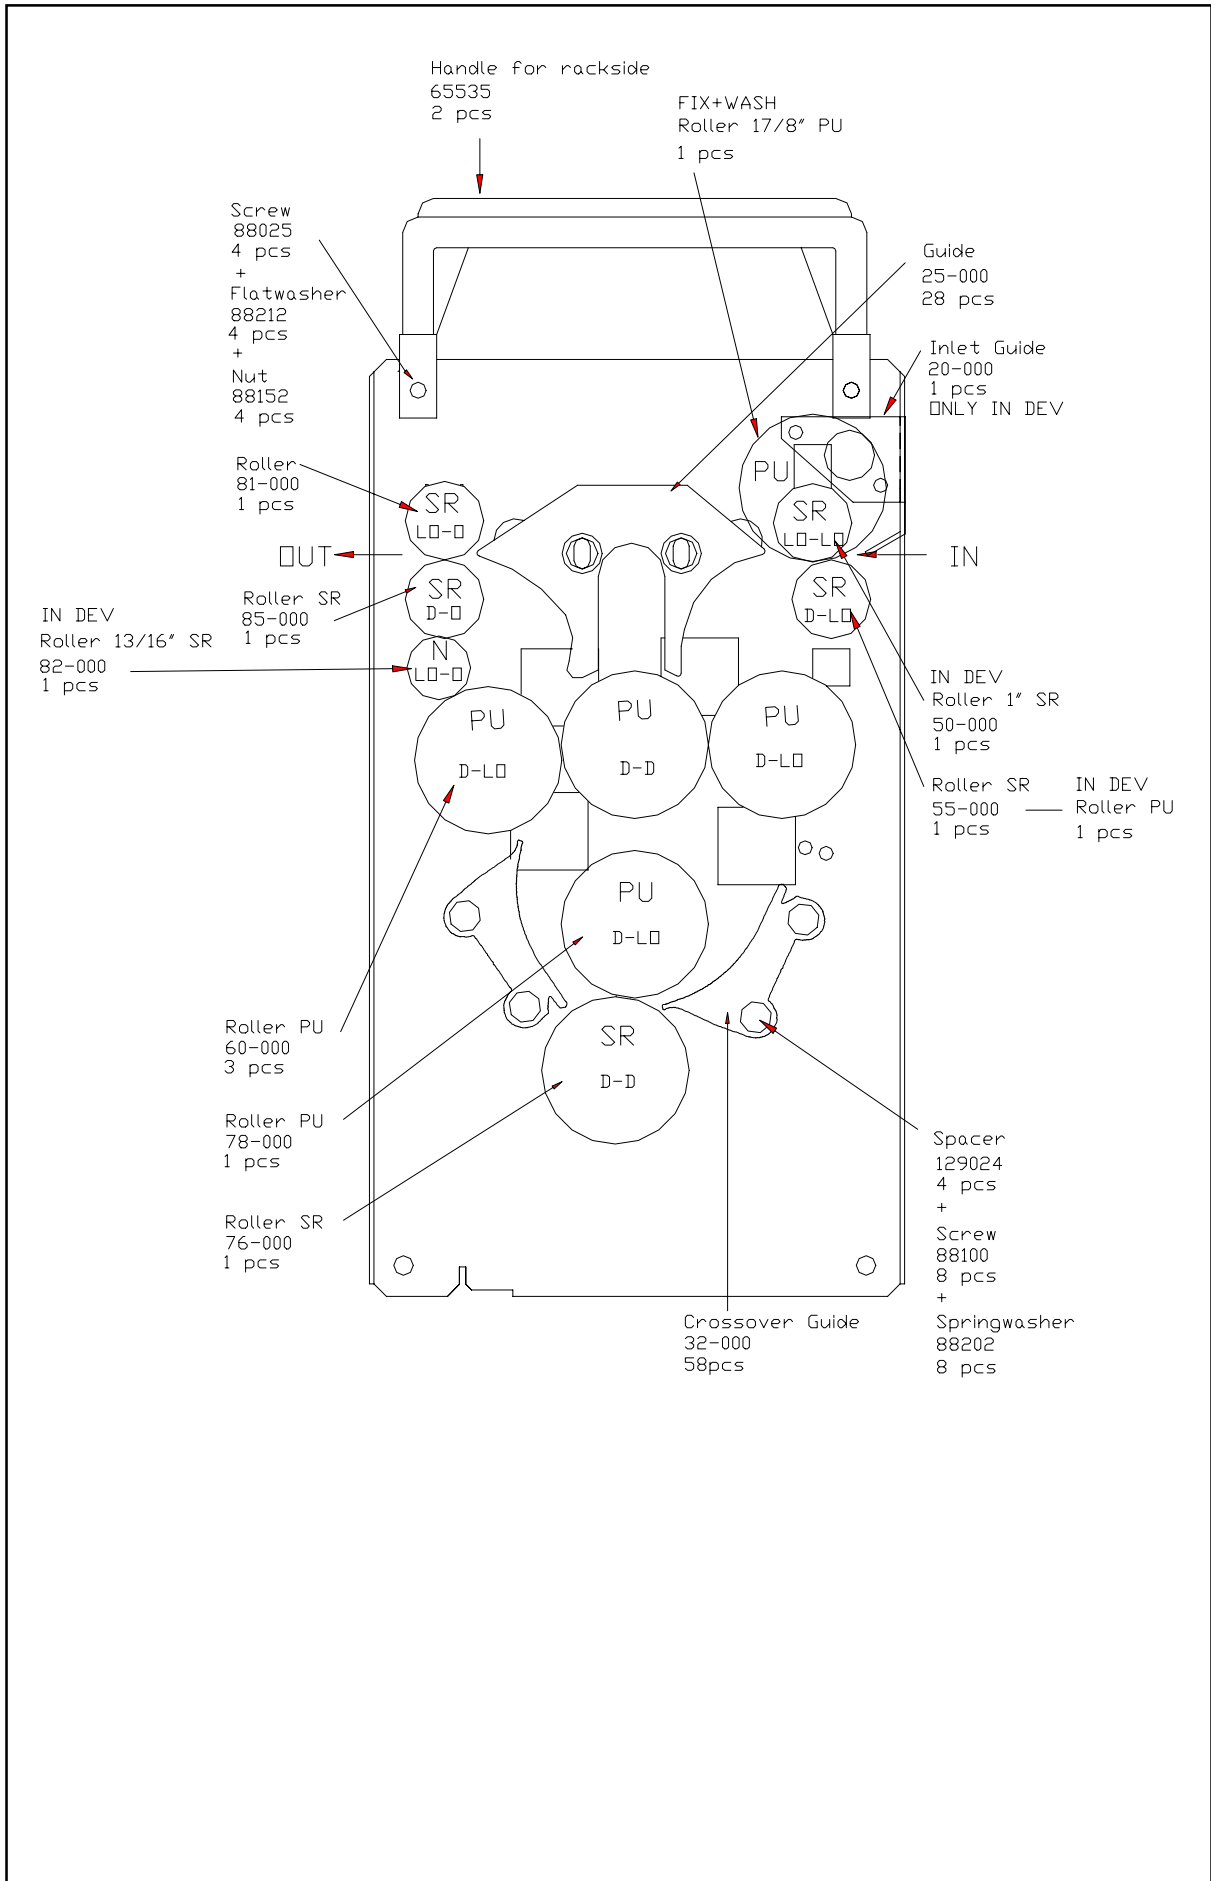 Handle for rackside
65535
2 pcs
FIX+WASH
Roller 17/8" PU
1 pcs
Screw
88025
4 pcs
+
Flatwasher
88212
4 pcs
+
Nut
88152
4 pcs
Guide
25-000
28 pcs
Inlet Guide
20-000
1 pcs
ONLY IN DEV
Roller
81-000
1 pcs
SR
LO-O
PU
SR
LO-LO
OUT
IN
Roller SR
85-000
1 pcs
SR
D-O
SR
D-LO
IN DEV
Roller 13/16" SR
82-000
1 pcs
N
LO-O
IN DEV
Roller 1" SR
50-000
1 pcs
PU
D-LO
PU
D-D
PU
D-LO
Roller SR
55-000
1 pcs
IN DEV
Roller PU
1 pcs
PU
D-LO
Roller PU
60-000
3 pcs
SR
D-D
Roller PU
78-000
1 pcs
Roller SR
76-000
1 pcs
Spacer
129024
4 pcs
+
Screw
88100
8 pcs
+
Springwasher
88202
8 pcs
Crossover Guide
32-000
58pcs